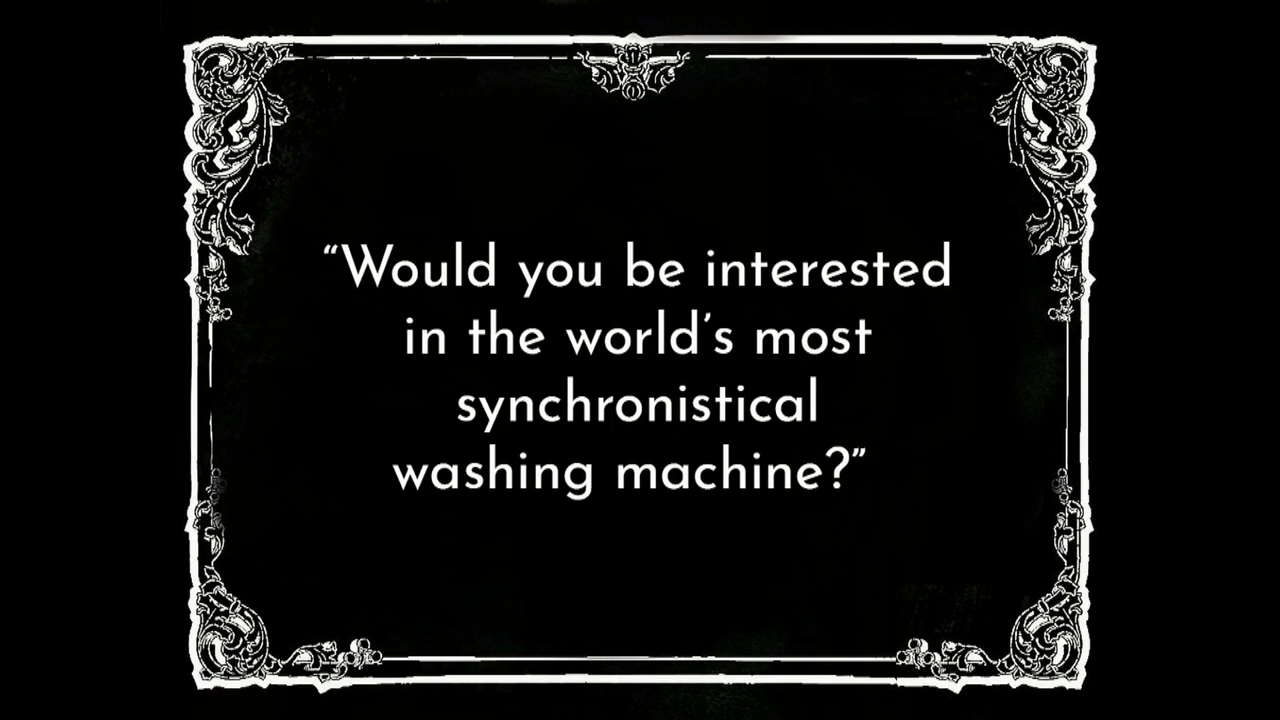 “Would you be interested
in the world’s most
synchronistical
washing machine?”